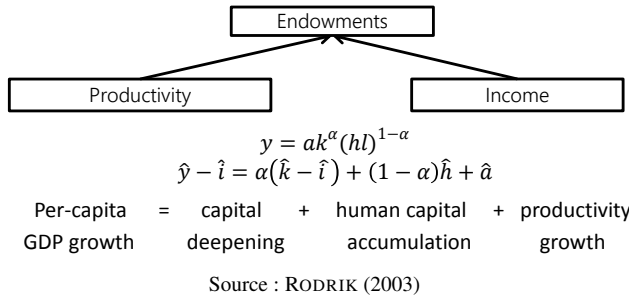 Endowments
Productivity Income
y = ak^α(hl)^{1−α}
ŷ − î = α(k̂ − î) + (1 − α)ĥ + â
Per-capita = capital + human capital + productivity
GDP growth deepening accumulation growth
Source : RODRIK (2003)